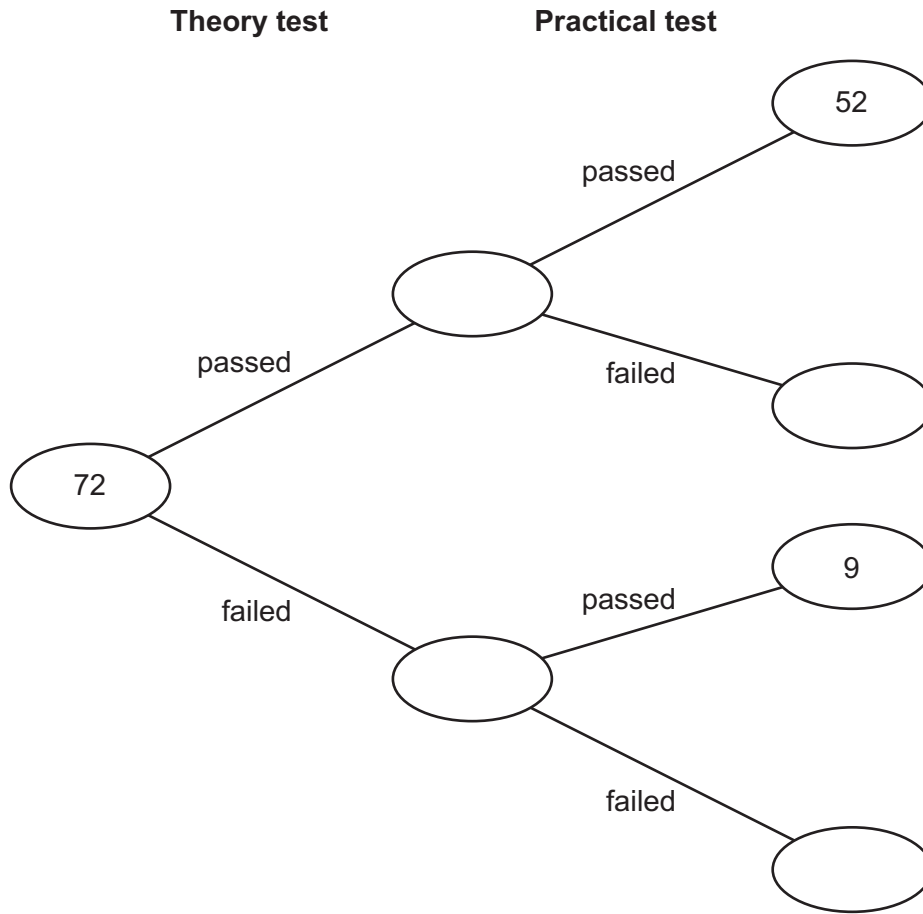 Theory test Practical test
52
passed
passed
failed
72
9
passed
failed
failed